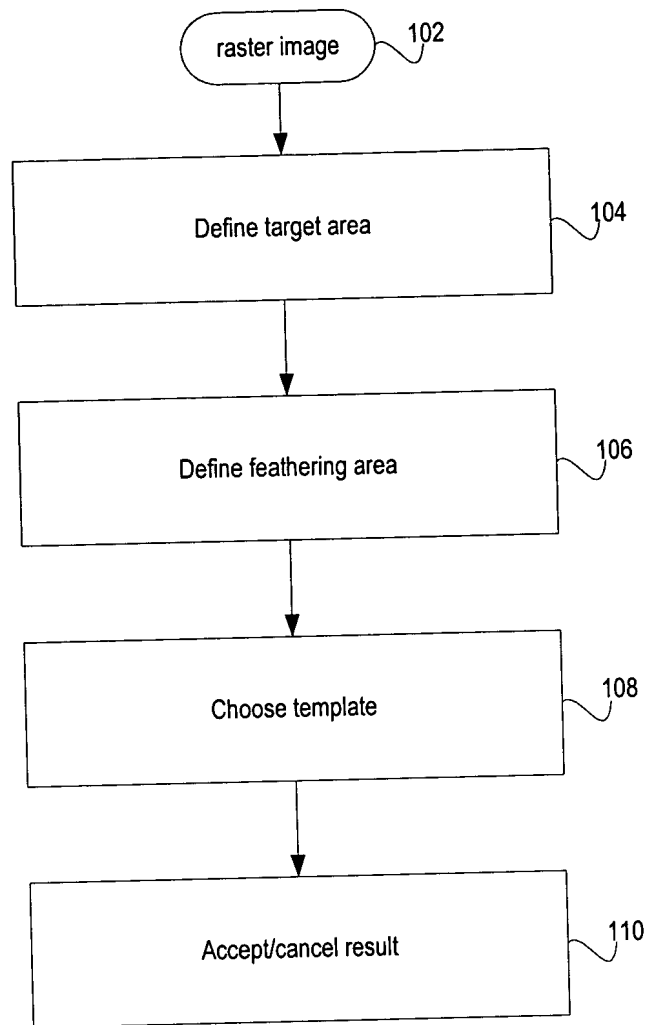 raster image
102
Define target area
104
Define feathering area
106
Choose template
108
Accept/cancel result
110